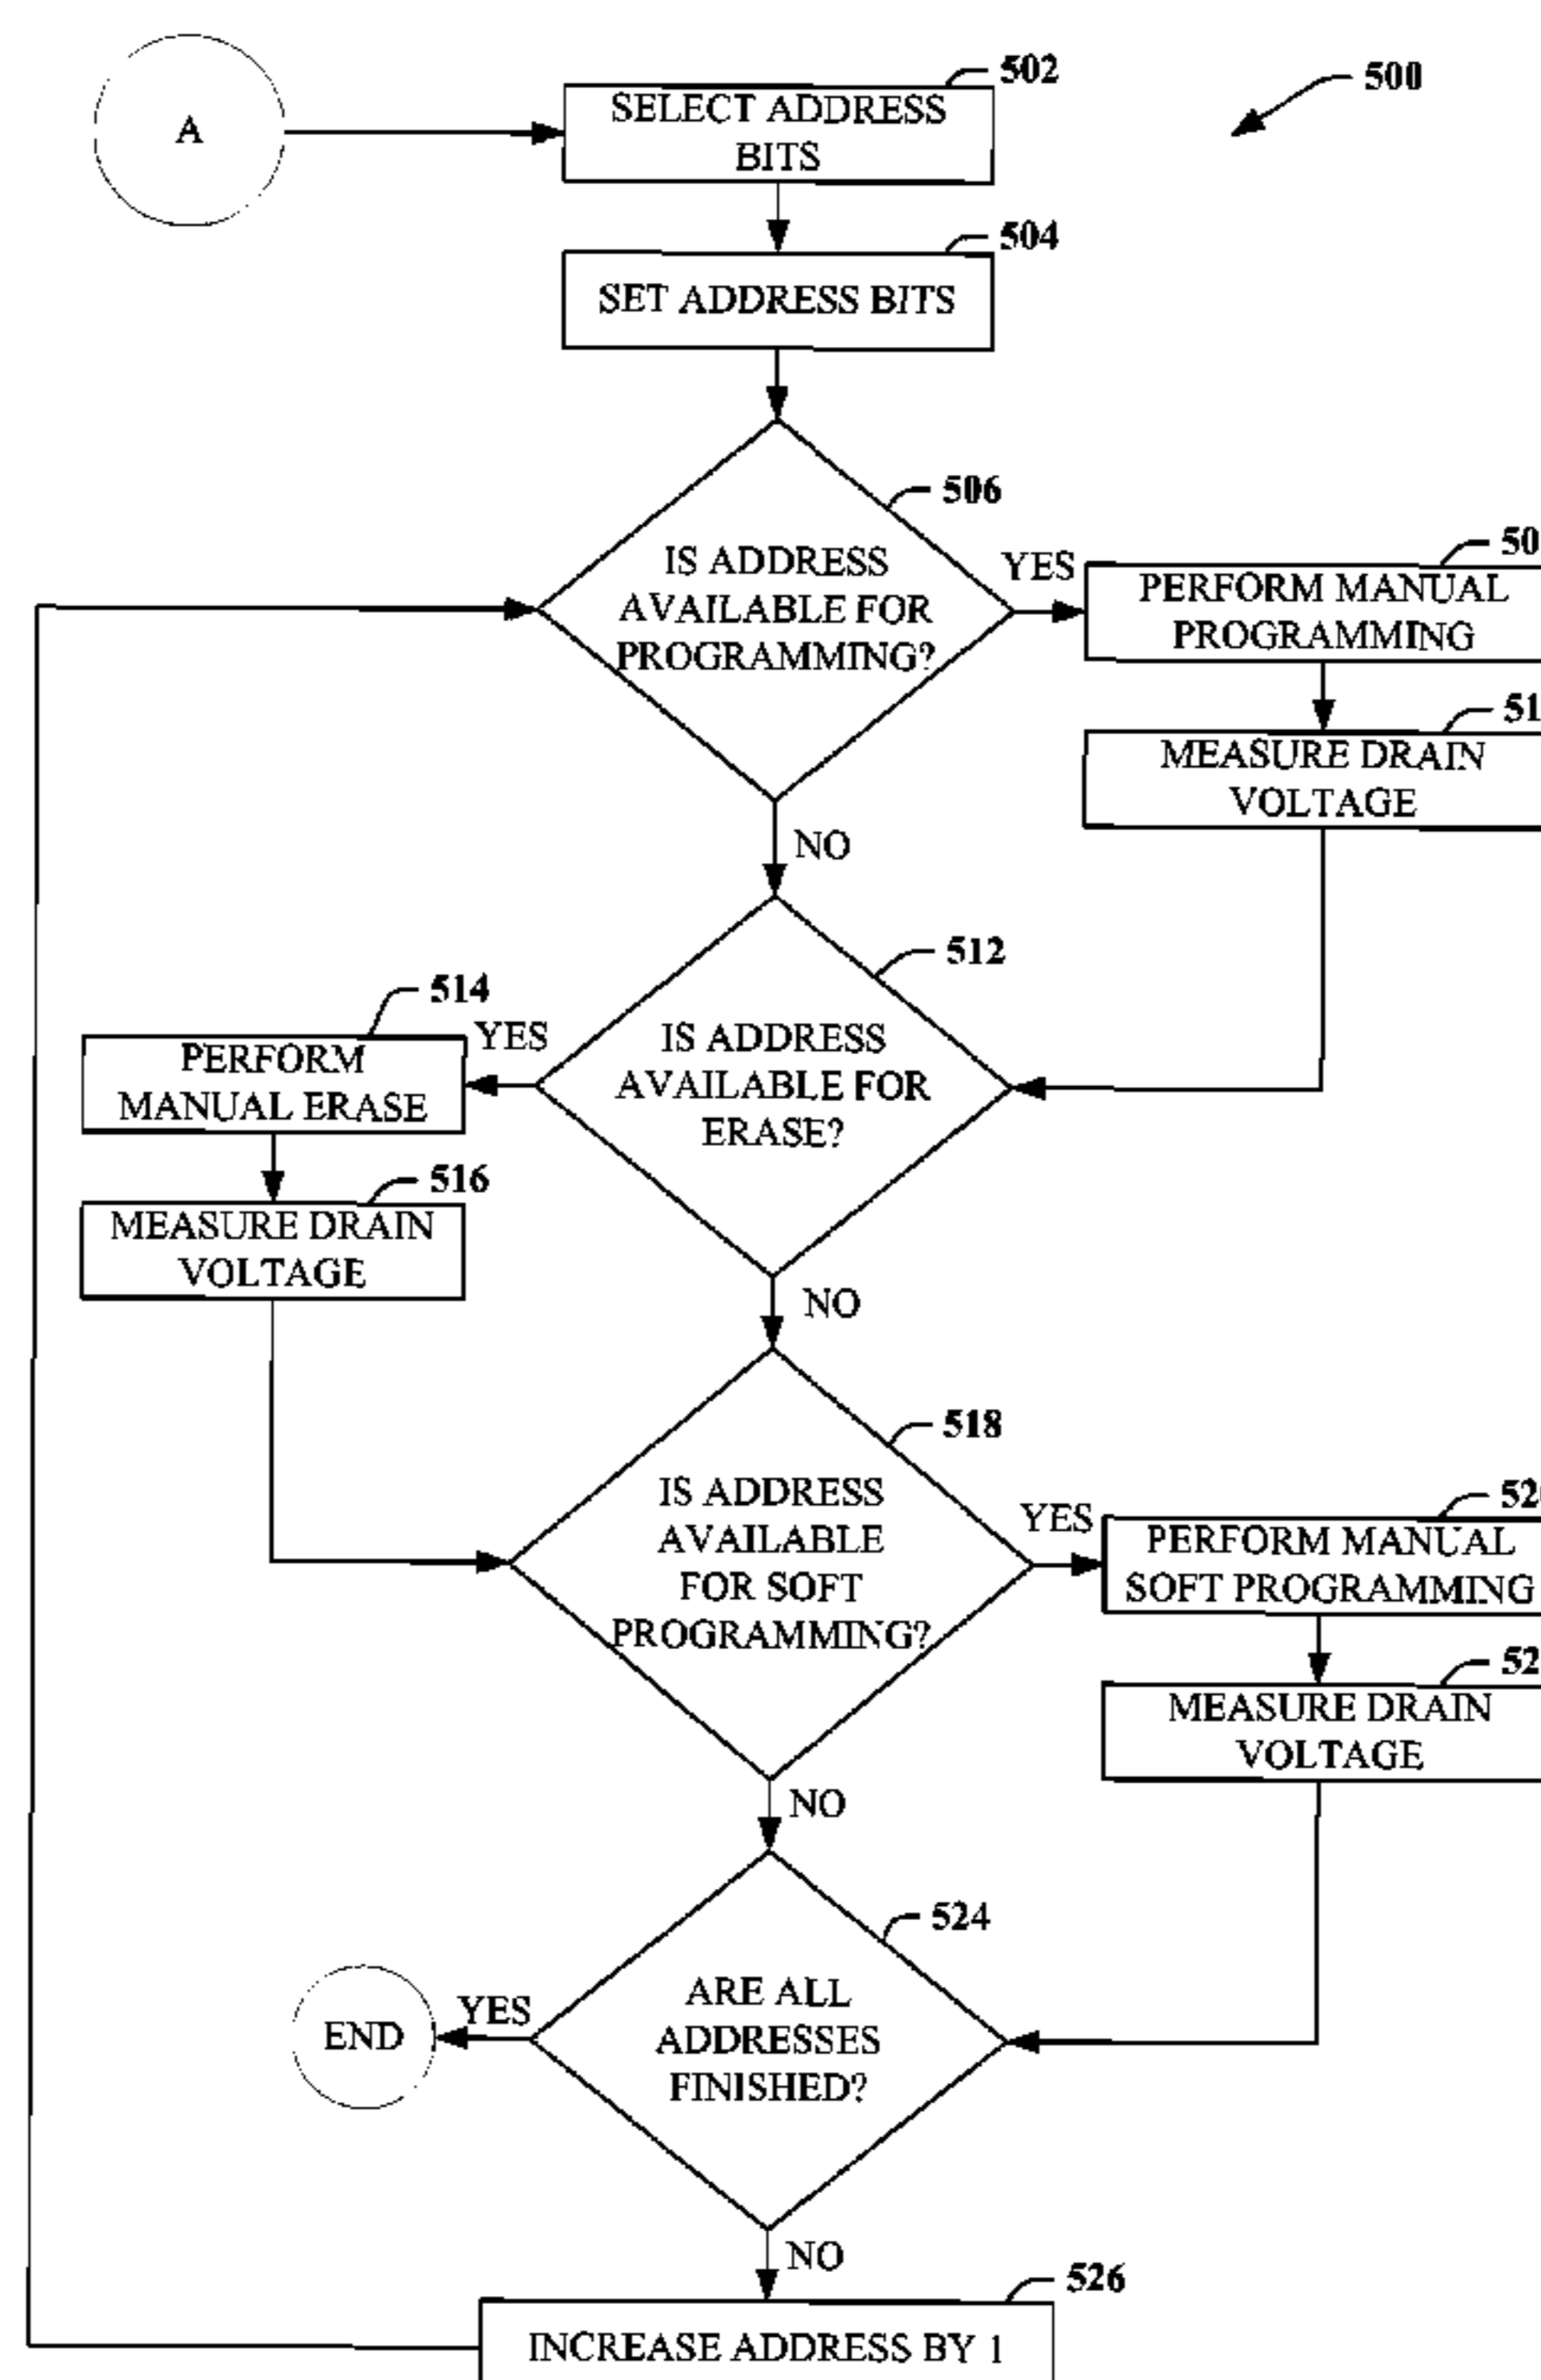 A
502
SELECT ADDRESS
BITS
500
504
SET ADDRESS BITS
506
IS ADDRESS
AVAILABLE FOR
PROGRAMMING?
YES
PERFORM MANUAL
PROGRAMMING
MEASURE DRAIN
VOLTAGE
NO
512
IS ADDRESS
AVAILABLE FOR
ERASE?
YES
514
PERFORM
MANUAL ERASE
516
MEASURE DRAIN
VOLTAGE
NO
518
IS ADDRESS
AVAILABLE
FOR SOFT
PROGRAMMING?
YES
PERFORM MANUAL
SOFT PROGRAMMING
MEASURE DRAIN
VOLTAGE
NO
524
ARE ALL
ADDRESSES
FINISHED?
YES
END
NO
526
INCREASE ADDRESS BY 1